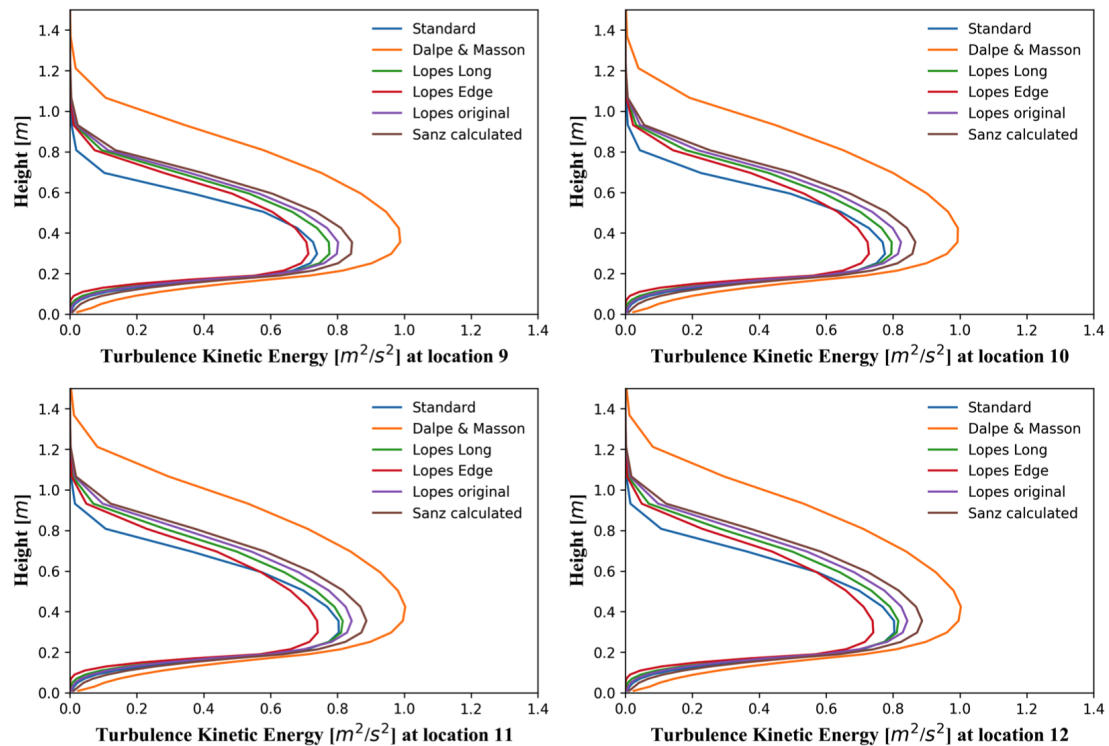 1.4
1.2
1.0
0.8
0.6
0.4
0.2
0.0
Height [m]
Standard
Dalpe & Masson
Lopes Long
Lopes Edge
Lopes original
Sanz calculated
0.0 0.2 0.4 0.6 0.8 1.0 1.2 1.4
Turbulence Kinetic Energy [m²/s²] at location 9
1.4
1.2
1.0
0.8
0.6
0.4
0.2
0.0
Height [m]
Standard
Dalpe & Masson
Lopes Long
Lopes Edge
Lopes original
Sanz calculated
0.0 0.2 0.4 0.6 0.8 1.0 1.2 1.4
Turbulence Kinetic Energy [m²/s²] at location 10
1.4
1.2
1.0
0.8
0.6
0.4
0.2
0.0
Height [m]
Standard
Dalpe & Masson
Lopes Long
Lopes Edge
Lopes original
Sanz calculated
0.0 0.2 0.4 0.6 0.8 1.0 1.2 1.4
Turbulence Kinetic Energy [m²/s²] at location 11
1.4
1.2
1.0
0.8
0.6
0.4
0.2
0.0
Height [m]
Standard
Dalpe & Masson
Lopes Long
Lopes Edge
Lopes original
Sanz calculated
0.0 0.2 0.4 0.6 0.8 1.0 1.2 1.4
Turbulence Kinetic Energy [m²/s²] at location 12